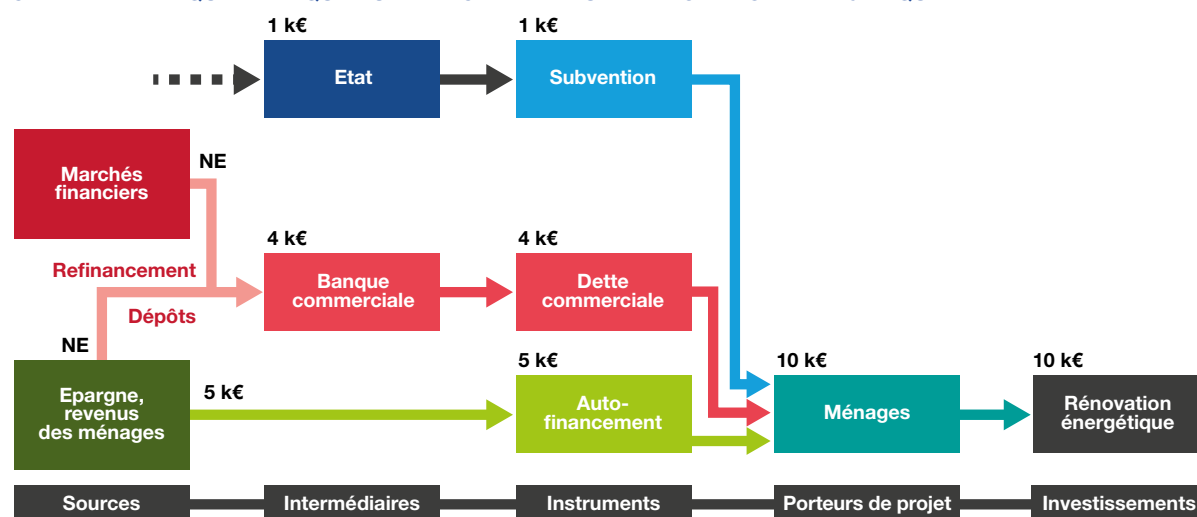 1 k€
1 k€
Etat
Subvention
Marchés
financiers
NE
4 k€
4 k€
Refinancement
Banque
commerciale
Dette
commerciale
Dépôts
NE
5 k€
10 k€
10 k€
Epargne,
revenus
des ménages
5 k€
Auto-
financement
Ménages
Rénovation
énergétique
Sources
Intermédiaires
Instruments
Porteurs de projet
Investissements